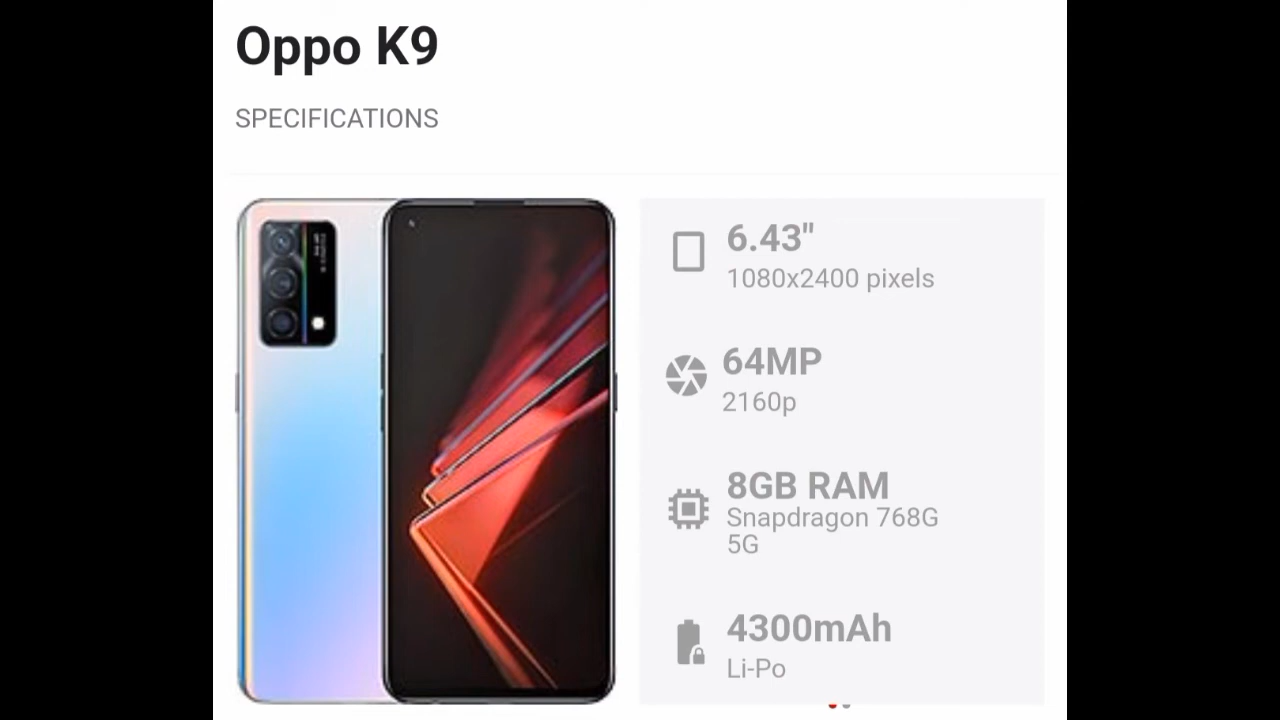 Oppo K9
SPECIFICATIONS
6.43"
1080x2400 pixels
64MP
2160p
8GB RAM
Snapdragon 768G
5G
4300mAh
Li-Po